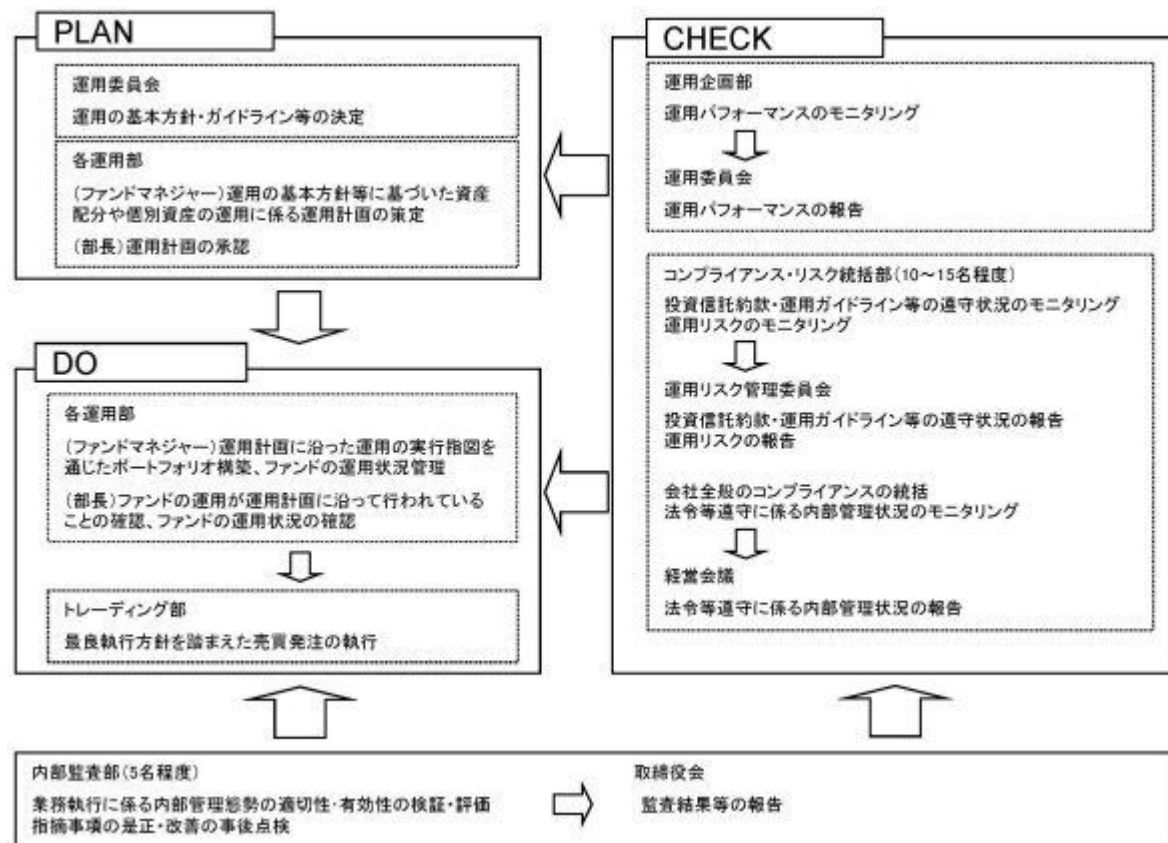 PLAN
運用委員会
運用の基本方針・ガイドライン等の決定
各運用部
(ファンドマネジャー)運用の基本方針等に基づいた資産
配分や個別資産の運用に係る運用計画の策定
(部長)運用計画の承認
DO
各運用部
(ファンドマネジャー)運用計画に沿った運用の実行指図を
通じたポートフォリオ構築、ファンドの運用状況管理
(部長)ファンドの運用が運用計画に沿って行われている
ことの確認、ファンドの運用状況の確認
トレーディング部
最良執行方針を踏まえた売買発注の執行
CHECK
運用企画部
運用パフォーマンスのモニタリング
運用委員会
運用パフォーマンスの報告
コンプライアンス・リスク統括部(10～15名程度)
投資信託約款・運用ガイドライン等の遵守状況のモニタリング
運用リスクのモニタリング
運用リスク管理委員会
投資信託約款・運用ガイドライン等の遵守状況の報告
運用リスクの報告
会社全般のコンプライアンスの統括
法令等遵守に係る内部管理状況のモニタリング
経営会議
法令等遵守に係る内部管理状況の報告
内部監査部(5名程度)
業務執行に係る内部管理態勢の適切性・有効性の検証・評価
指摘事項の是正・改善の事後点検
取締役会
監査結果等の報告